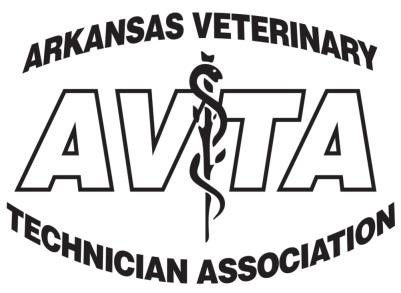 ARKANSAS VETERINARY
AVTA
TECHNICIAN ASSOCIATION